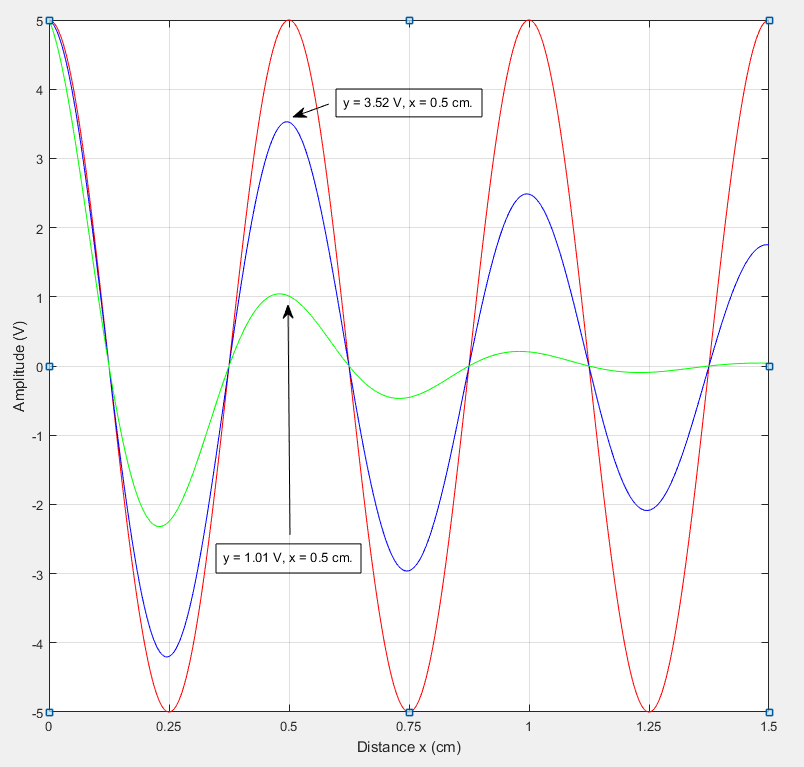 5
4
3
2
1
0
-1
-2
-3
-4
-5
Amplitude (V)
y = 3.52 V, x = 0.5 cm.
y = 1.01 V, x = 0.5 cm.
0 0.25 0.5 0.75 1 1.25 1.5
Distance x (cm)